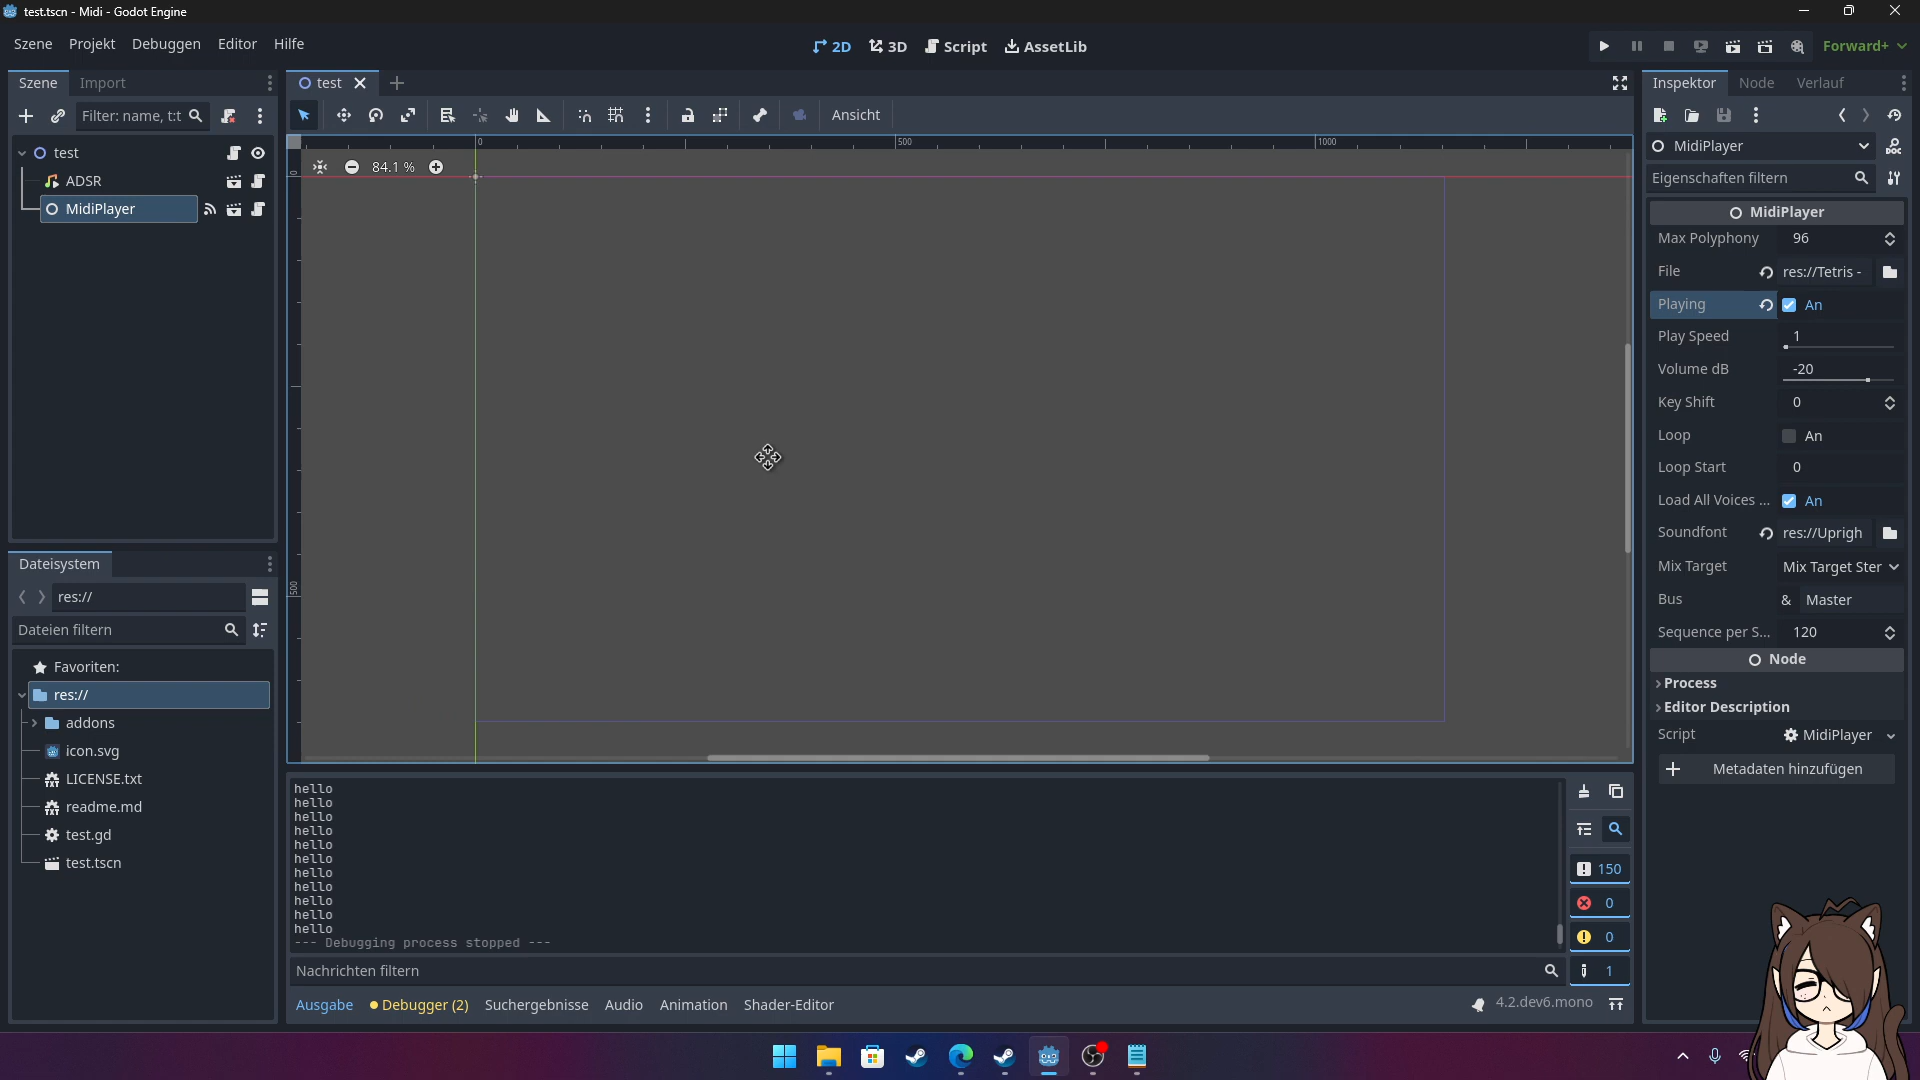 test.tscn - Midi - Godot Engine
Szene Projekt Debuggen Editor Hilfe
2D 3D Script AssetLib
Forward+
Szene Import
Filter: name, t:t
test
ADSR
MidiPlayer
Dateisystem
res://
Dateien filtern
Favoriten:
res://
addons
icon.svg
LICENSE.txt
readme.md
test.gd
test.tscn
test
Ansicht
0 500 1000
84.1 %
0
500
hello
hello
hello
hello
hello
hello
hello
hello
hello
hello
hello
--- Debugging process stopped ---
150
0
0
1
Nachrichten filtern
Ausgabe Debugger (2) Suchergebnisse Audio Animation Shader-Editor
4.2.dev6.mono
Inspektor Node Verlauf
MidiPlayer
Eigenschaften filtern
MidiPlayer
Max Polyphony 96
File res://Tetris -
Playing An
Play Speed 1
Volume dB -20
Key Shift 0
Loop An
Loop Start 0
Load All Voices ... An
Soundfont res://Uprigh
Mix Target Mix Target Ster
Bus & Master
Sequence per S... 120
Node
Process
Editor Description
Script MidiPlayer
Metadaten hinzufügen